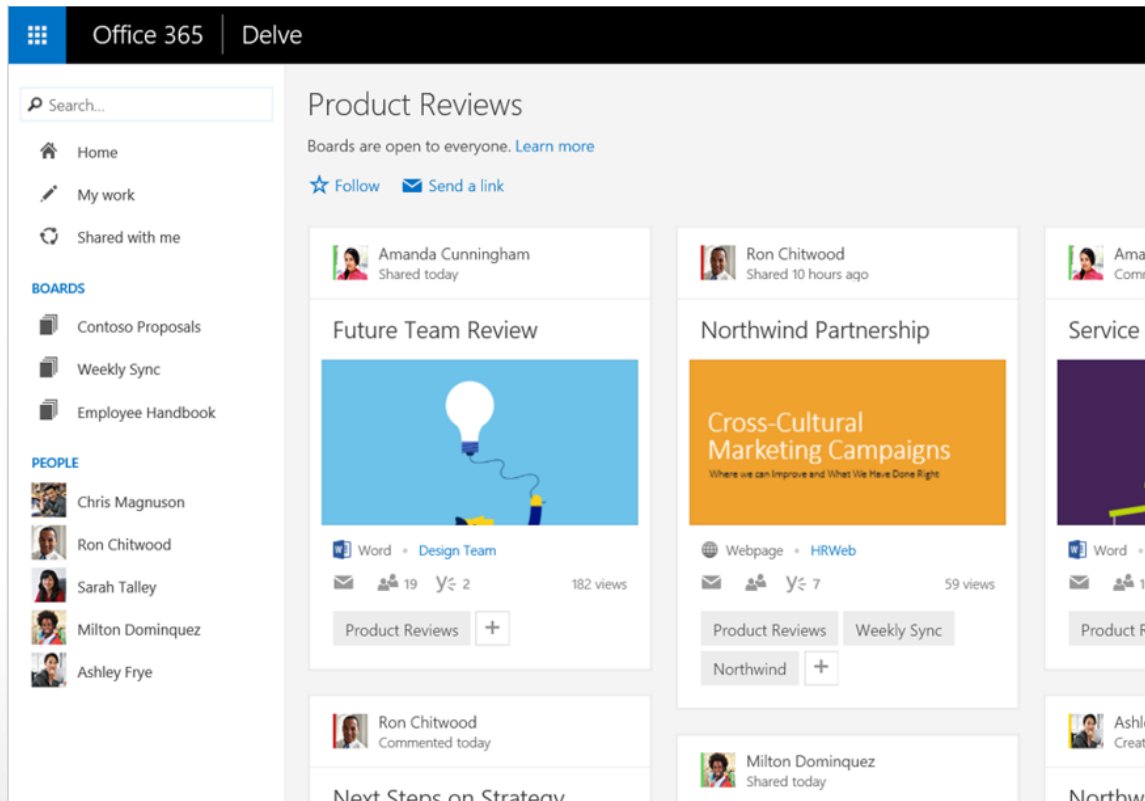 Office 365 Delve
Search...
Home
My work
Shared with me
BOARDS
Contoso Proposals
Weekly Sync
Employee Handbook
PEOPLE
Chris Magnuson
Ron Chitwood
Sarah Talley
Milton Dominquez
Ashley Frye
Product Reviews
Boards are open to everyone. Learn more
Follow Send a link
Amanda Cunningham
Shared today
Future Team Review
Word • Design Team
19 2 182 views
Product Reviews +
Ron Chitwood
Commented today
Next Steps on Strategy
Ron Chitwood
Shared 10 hours ago
Northwind Partnership
Cross-Cultural
Marketing Campaigns
Where we can Improve and What We Have Done Right
Webpage • HRWeb
7 59 views
Product Reviews Weekly Sync
Northwind +
Milton Dominquez
Shared today
Service
Word •
Product